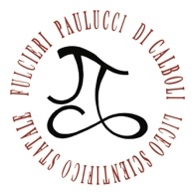 FULCIERI PAULUCCI DI CALBOLI
LICEO SCIENTIFICO STATALE